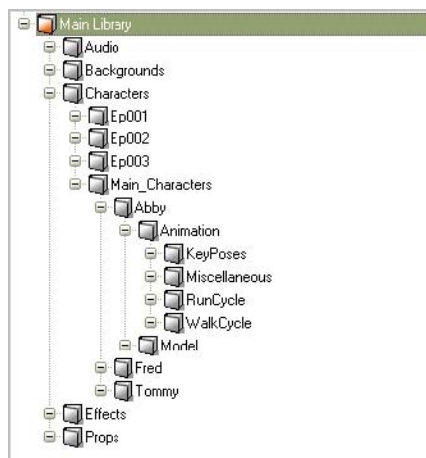 Main Library
Audio
Backgrounds
Characters
Ep001
Ep002
Ep003
Main_Characters
Abby
Animation
KeyPoses
Miscellaneous
RunCycle
WalkCycle
Model
Fred
Tommy
Effects
Props